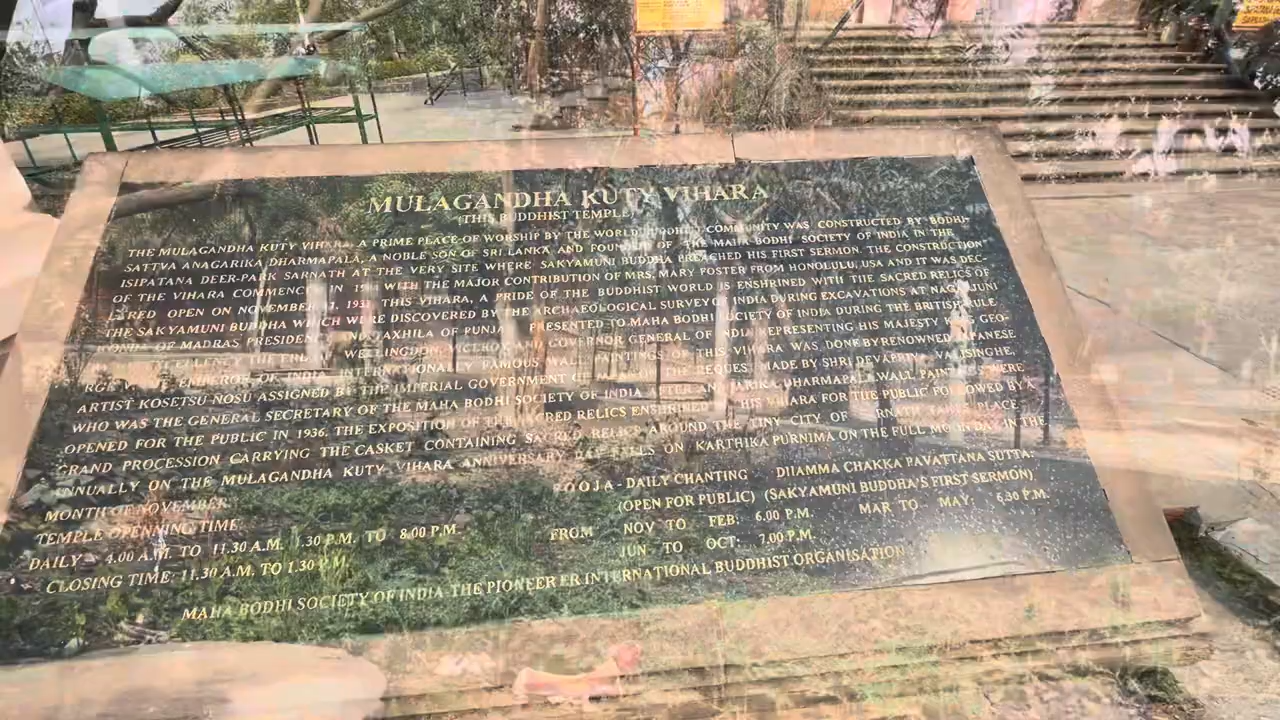 MULAGANDHA KUTY VIHARA
(THIS BUDDHIST TEMPLE)
THE MULAGANDHA KUTY VIHARA, A PRIME PLACE OF WORSHIP BY THE WORLD BUDDHIST COMMUNITY WAS CONSTRUCTED BY BODHI-
SATTVA ANAGARIKA DHARMAPALA, A NOBLE SON OF SRI LANKA AND FOUNDER OF THE MAHA BODHI SOCIETY OF INDIA IN THE
ISIPATANA DEER-PARK SARNATH AT THE VERY SITE WHERE SAKYAMUNI BUDDHA PREACHED HIS FIRST SERMON. THE CONSTRUCTION
OF THE VIHARA COMMENCED IN WITH THE MAJOR CONTRIBUTION OF MRS. MARY FOSTER FROM HONOLULU, USA AND IT WAS DEC-
LARED OPEN ON NOVEMBER THIS VIHARA, A PRIDE OF THE BUDDHIST WORLD IS ENSHRINED WITH THE SACRED RELICS OF
THE SAKYAMUNI BUDDHA WHICH WERE DISCOVERED BY THE ARCHAEOLOGICAL SURVEY OF INDIA DURING EXCAVATIONS AT NAGARJUNI
KONDA OF MADRAS PRESIDENCY AND TAXHILA OF PUNJAB PRESENTED TO MAHA BODHI SOCIETY OF INDIA DURING THE BRITISH RULE
WELLINGDON, VICEROY AND GOVERNOR GENERAL OF INDIA REPRESENTING HIS MAJESTY GEO-
RGE V. THE EMPEROR OF INDIA. INTERNATIONALLY FAMOUS WALL PAINTINGS OF THIS VIHARA WAS DONE BY RENOWNED JAPANESE
ARTIST KOSETSU NOSU ASSIGNED BY THE IMPERIAL GOVERNMENT OF THE REQUEST MADE BY SHRI DEVAPRIYA VALISINGHE,
WHO WAS THE GENERAL SECRETARY OF THE MAHA BODHI SOCIETY OF INDIA AFTER ANAGARIKA DHARMAPALA. WALL PAINTINGS WERE
OPENED FOR THE PUBLIC IN 1936. THE EXPOSITION OF THE SACRED RELICS ENSHRINED THIS VIHARA FOR THE PUBLIC FOLLOWED BY A
GRAND PROCESSION CARRYING THE CASKET CONTAINING SACRED RELICS AROUND THE TINY CITY OF SARNATH TAKES PLACE
ANNUALLY ON THE MULAGANDHA KUTY VIHARA ANNIVERSARY DAY FALLS ON KARTHIKA PURNIMA ON THE FULL MOON DAY IN THE
MONTH OF NOVEMBER.
TEMPLE OPENNING TIME: POOJA - DAILY CHANTING DHAMMA CHAKKA PAVATTANA SUTTA:
(OPEN FOR PUBLIC) (SAKYAMUNI BUDDHA'S FIRST SERMON)
DAILY - 4.00 A.M. TO 11.30 A.M. 1.30 P.M. TO 8.00 P.M. FROM NOV TO FEB: 6.00 P.M. MAR TO MAY: 6.30 P.M.
CLOSING TIME: 11.30 A.M. TO 1.30 P.M. JUN TO OCT: 7.00 P.M.
MAHA BODHI SOCIETY OF INDIA-THE PIONEER ER INTERNATIONAL BUDDHIST ORGANISATION